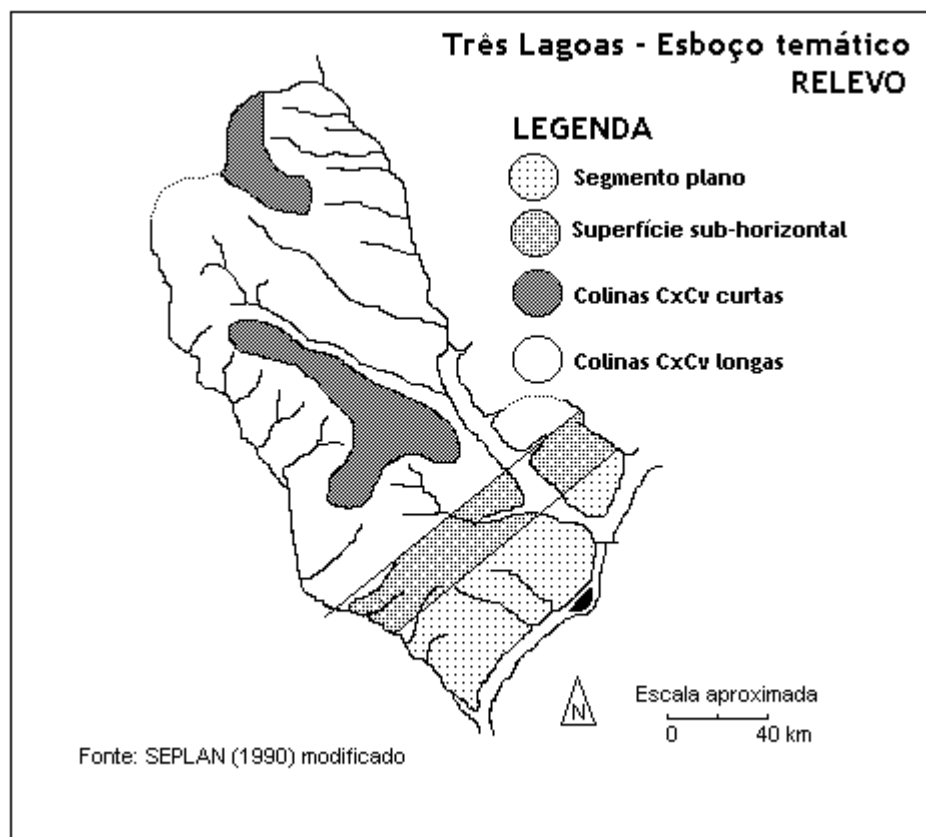 Três Lagoas - Esboço temático
RELEVO
LEGENDA
Segmento plano
Superfície sub-horizontal
Colinas CxCv curtas
Colinas CxCv longas
N
Escala aproximada
0 40 km
Fonte: SEPLAN (1990) modificado